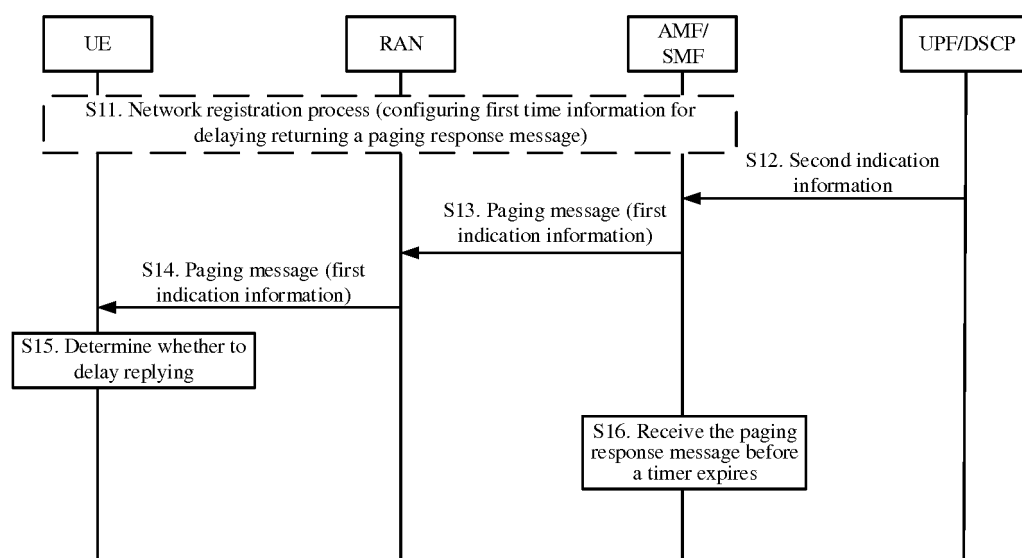 UE
RAN
AMF/
SMF
UPF/DSCP
S11. Network registration process (configuring first time information for
delaying returning a paging response message)
S12. Second indication
information
S13. Paging message (first
indication information)
S14. Paging message (first
indication information)
S15. Determine whether to
delay replying
S16. Receive the paging
response message before
a timer expires